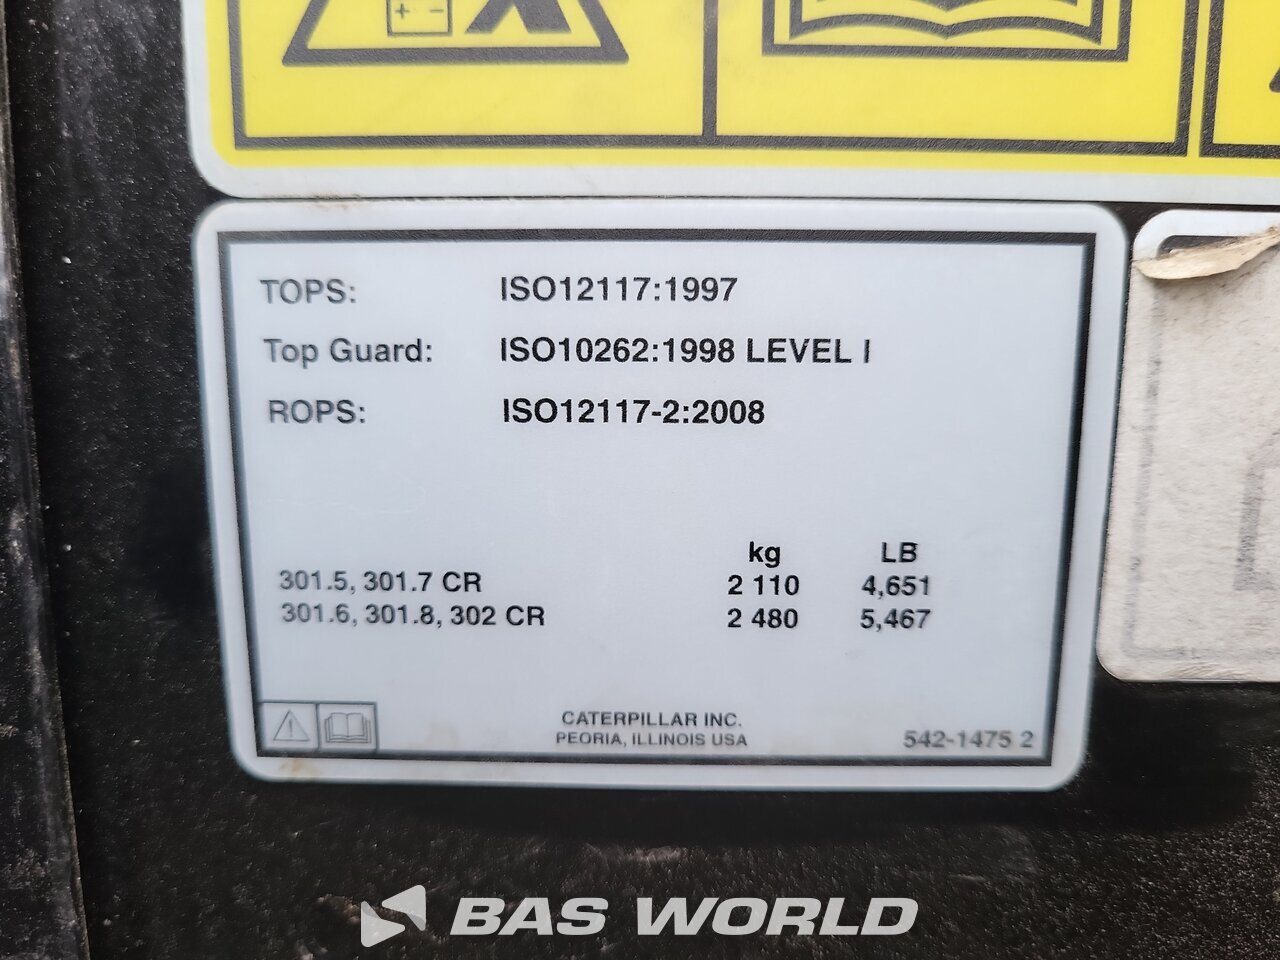 TOPS: ISO12117:1997
Top Guard: ISO10262:1998 LEVEL I
ROPS: ISO12117-2:2008
kg LB
301.5, 301.7 CR 2 110 4,651
301.6, 301.8, 302 CR 2 480 5,467
CATERPILLAR INC.
PEORIA, ILLINOIS USA
542-1475 2
BAS WORLD